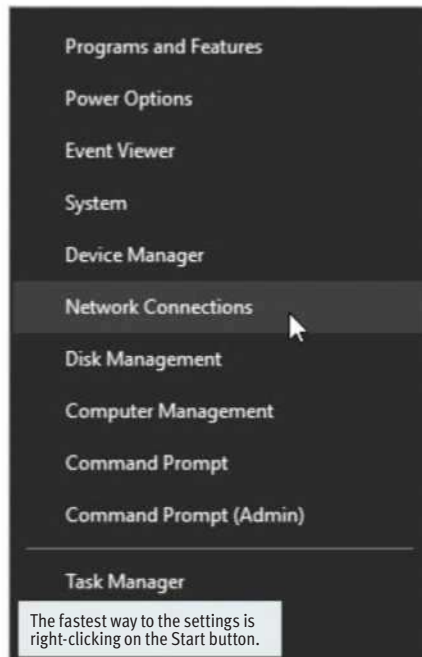 Programs and Features
Power Options
Event Viewer
System
Device Manager
Network Connections
Disk Management
Computer Management
Command Prompt
Command Prompt (Admin)
Task Manager
The fastest way to the settings is
right-clicking on the Start button.